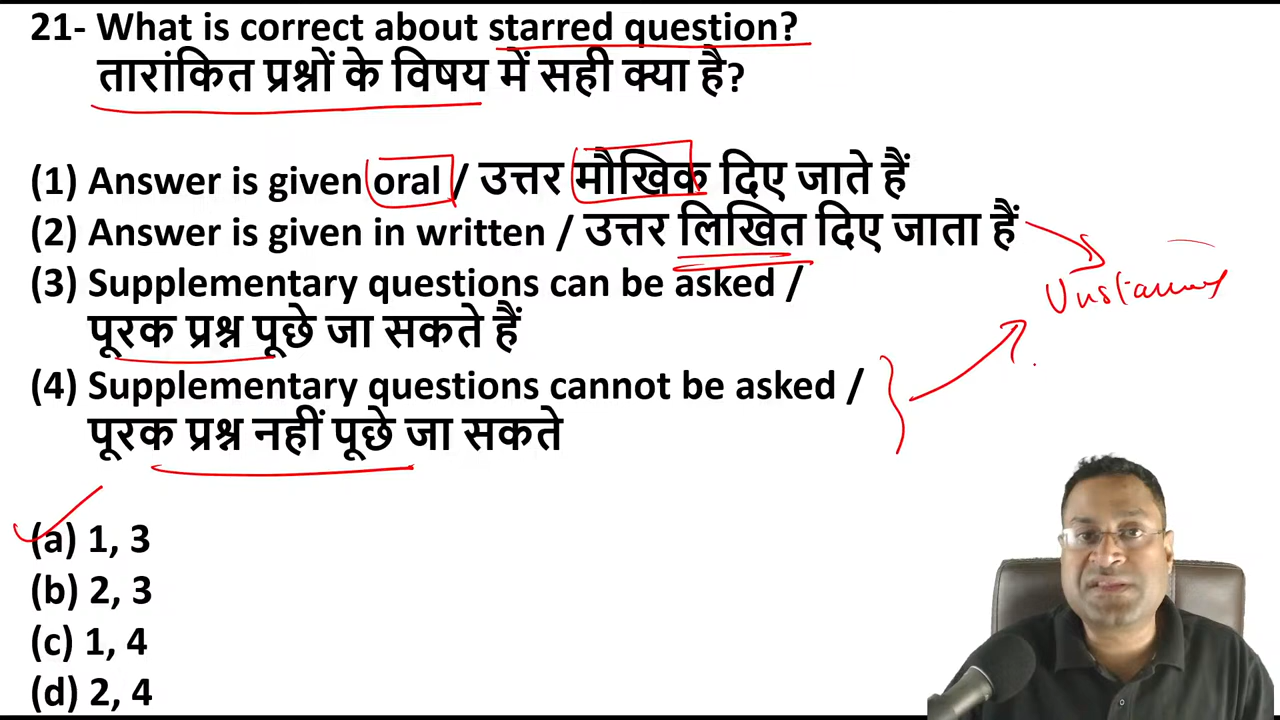 21- What is correct about starred question?
तारांकित प्रश्नों के विषय में सही क्या है?
(1) Answer is given oral / उत्तर मौखिक दिए जाते हैं
(2) Answer is given in written / उत्तर लिखित दिए जाता हैं
(3) Supplementary questions can be asked /
पूरक प्रश्न पूछे जा सकते हैं
(4) Supplementary questions cannot be asked /
पूरक प्रश्न नहीं पूछे जा सकते
(a) 1, 3
(b) 2, 3
(c) 1, 4
(d) 2, 4